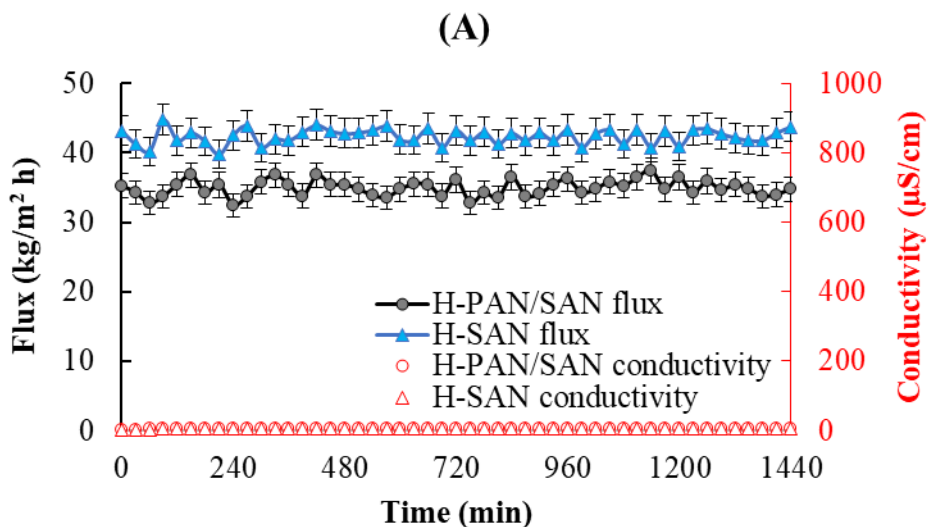 (A)
Flux (kg/m² h)
50
40
30
20
10
0
1000
800
600
400
200
0
Conductivity (µS/cm)
H-PAN/SAN flux
H-SAN flux
H-PAN/SAN conductivity
H-SAN conductivity
0 240 480 720 960 1200 1440
Time (min)